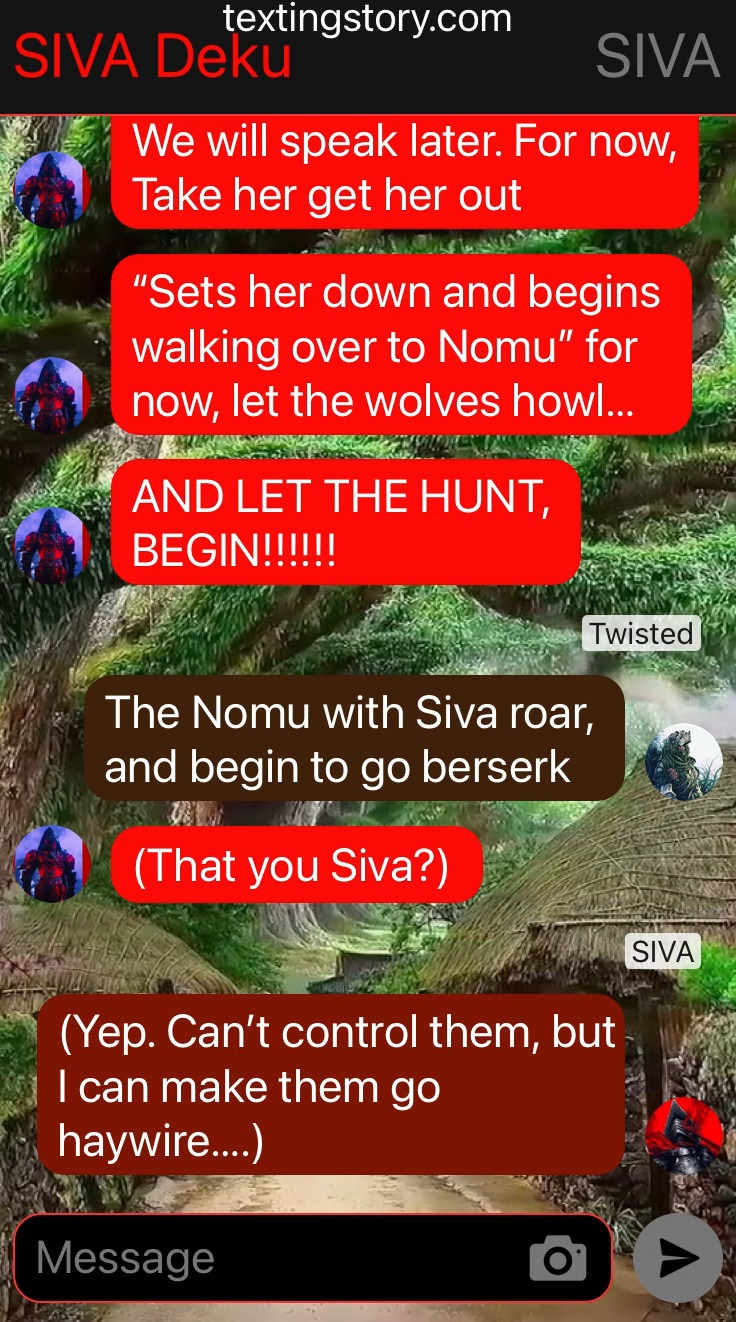 textingstory.com
SIVA Deku
SIVA
We will speak later. For now,
Take her get her out
“Sets her down and begins
walking over to Nomu” for
now, let the wolves howl...
AND LET THE HUNT,
BEGIN!!!!!!
Twisted
The Nomu with Siva roar,
and begin to go berserk
(That you Siva?)
SIVA
(Yep. Can’t control them, but
I can make them go
haywire....)
Message